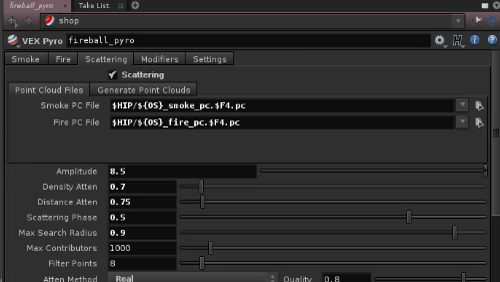 fireball_pyro Take List
shop
VEX Pyro fireball_pyro
Smoke Fire Scattering Modifiers Settings
Scattering
Point Cloud Files Generate Point Clouds
Smoke PC File $HIP/${OS}_smoke_pc.$F4.pc
Fire PC File $HIP/${OS}_fire_pc.$F4.pc
Amplitude 8.5
Density Atten 0.7
Distance Atten 0.75
Scattering Phase 0.5
Max Search Radius 0.9
Max Contributors 1000
Filter Points 8
Atten Method Real Quality 0.8